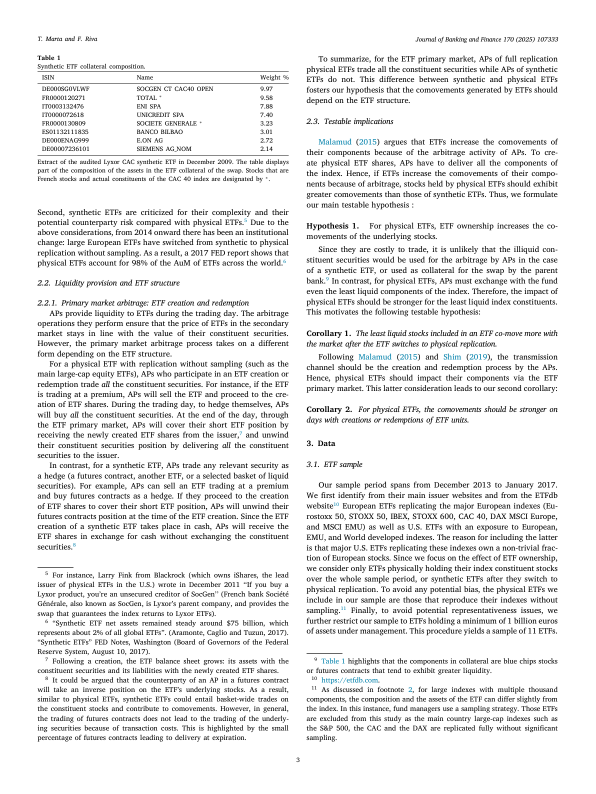 T. Marta and F. Riva
Journal of Banking and Finance 170 (2025) 107333
Table 1
Synthetic ETF collateral composition.
ISIN Name Weight %
DE000SG0VLWF SOCGEN CT CAC40 OPEN 9.97
FR0000120271 TOTAL * 9.58
IT0003132476 ENI SPA 7.88
IT0000072618 UNICREDIT SPA 7.40
FR0000130809 SOCIETE GENERALE * 3.23
ES01132111835 BANCO BILBAO 3.01
DE000ENAG999 E.ON AG 2.72
DE00007236101 SIEMENS AG_NOM 2.14
Extract of the audited Lyxor CAC synthetic ETF in December 2009. The table displays
part of the composition of the assets in the ETF collateral of the swap. Stocks that are
French stocks and actual constituents of the CAC 40 index are designated by *.
Second, synthetic ETFs are criticized for their complexity and their
potential counterparty risk compared with physical ETFs.5 Due to the
above considerations, from 2014 onward there has been an institutional
change: large European ETFs have switched from synthetic to physical
replication without sampling. As a result, a 2017 FED report shows that
physical ETFs account for 98% of the AuM of ETFs across the world.6
2.2. Liquidity provision and ETF structure
2.2.1. Primary market arbitrage: ETF creation and redemption
APs provide liquidity to ETFs during the trading day. The arbitrage
operations they perform ensure that the price of ETFs in the secondary
market stays in line with the value of their constituent securities.
However, the primary market arbitrage process takes on a different
form depending on the ETF structure.
For a physical ETF with replication without sampling (such as the
main large-cap equity ETFs), APs who participate in an ETF creation or
redemption trade all the constituent securities. For instance, if the ETF
is trading at a premium, APs will sell the ETF and proceed to the cre-
ation of ETF shares. During the trading day, to hedge themselves, APs
will buy all the constituent securities. At the end of the day, through
the ETF primary market, APs will cover their short ETF position by
receiving the newly created ETF shares from the issuer,7 and unwind
their constituent securities position by delivering all the constituent
securities to the issuer.
In contrast, for a synthetic ETF, APs trade any relevant security as
a hedge (a futures contract, another ETF, or a selected basket of liquid
securities). For example, APs can sell an ETF trading at a premium
and buy futures contracts as a hedge. If they proceed to the creation
of ETF shares to cover their short ETF position, APs will unwind their
futures contracts position at the time of the ETF creation. Since the ETF
creation of a synthetic ETF takes place in cash, APs will receive the
ETF shares in exchange for cash without exchanging the constituent
securities.8
5 For instance, Larry Fink from Blackrock (which owns iShares, the lead
issuer of physical ETFs in the U.S.) wrote in December 2011 “If you buy a
Lyxor product, you’re an unsecured creditor of SocGen” (French bank Société
Générale, also known as SocGen, is Lyxor’s parent company, and provides the
swap that guarantees the index returns to Lyxor ETFs).
6 “Synthetic ETF net assets remained steady around $75 billion, which
represents about 2% of all global ETFs”. (Aramonte, Caglio and Tuzun, 2017).
“Synthetic ETFs” FED Notes, Washington (Board of Governors of the Federal
Reserve System, August 10, 2017).
7 Following a creation, the ETF balance sheet grows: its assets with the
constituent securities and its liabilities with the newly created ETF shares.
8 It could be argued that the counterparty of an AP in a futures contract
will take an inverse position on the ETF’s underlying stocks. As a result,
similar to physical ETFs, synthetic ETFs could entail basket-wide trades on
the constituent stocks and contribute to comovements. However, in general,
the trading of futures contracts does not lead to the trading of the underly-
ing securities because of transaction costs. This is highlighted by the small
percentage of futures contracts leading to delivery at expiration.
To summarize, for the ETF primary market, APs of full replication
physical ETFs trade all the constituent securities while APs of synthetic
ETFs do not. This difference between synthetic and physical ETFs
fosters our hypothesis that the comovements generated by ETFs should
depend on the ETF structure.
2.3. Testable implications
Malamud (2015) argues that ETFs increase the comovements of
their components because of the arbitrage activity of APs. To cre-
ate physical ETF shares, APs have to deliver all the components of
the index. Hence, if ETFs increase the comovements of their compo-
nents because of arbitrage, stocks held by physical ETFs should exhibit
greater comovements than those of synthetic ETFs. Thus, we formulate
our main testable hypothesis :
Hypothesis 1. For physical ETFs, ETF ownership increases the co-
movements of the underlying stocks.
Since they are costly to trade, it is unlikely that the illiquid con-
stituent securities would be used for the arbitrage by APs in the case
of a synthetic ETF, or used as collateral for the swap by the parent
bank.9 In contrast, for physical ETFs, APs must exchange with the fund
even the least liquid components of the index. Therefore, the impact of
physical ETFs should be stronger for the least liquid index constituents.
This motivates the following testable hypothesis:
Corollary 1. The least liquid stocks included in an ETF co-move more with
the market after the ETF switches to physical replication.
Following Malamud (2015) and Shim (2019), the transmission
channel should be the creation and redemption process by the APs.
Hence, physical ETFs should impact their components via the ETF
primary market. This latter consideration leads to our second corollary:
Corollary 2. For physical ETFs, the comovements should be stronger on
days with creations or redemptions of ETF units.
3. Data
3.1. ETF sample
Our sample period spans from December 2013 to January 2017.
We first identify from their main issuer websites and from the ETFdb
website10 European ETFs replicating the major European indexes (Eu-
rostoxx 50, STOXX 50, IBEX, STOXX 600, CAC 40, DAX MSCI Europe,
and MSCI EMU) as well as U.S. ETFs with an exposure to European,
EMU, and World developed indexes. The reason for including the latter
is that major U.S. ETFs replicating these indexes own a non-trivial frac-
tion of European stocks. Since we focus on the effect of ETF ownership,
we consider only ETFs physically holding their index constituent stocks
over the whole sample period, or synthetic ETFs after they switch to
physical replication. To avoid any potential bias, the physical ETFs we
include in our sample are those that reproduce their indexes without
sampling.11 Finally, to avoid potential representativeness issues, we
further restrict our sample to ETFs holding a minimum of 1 billion euros
of assets under management. This procedure yields a sample of 11 ETFs.
9 Table 1 highlights that the components in collateral are blue chips stocks
or futures contracts that tend to exhibit greater liquidity.
10 https://etfdb.com.
11 As discussed in footnote 2, for large indexes with multiple thousand
components, the composition and the assets of the ETF can differ slightly from
the index. In this instance, fund managers use a sampling strategy. Those ETFs
are excluded from this study as the main country large-cap indexes such as
the S&P 500, the CAC and the DAX are replicated fully without significant
sampling.
3